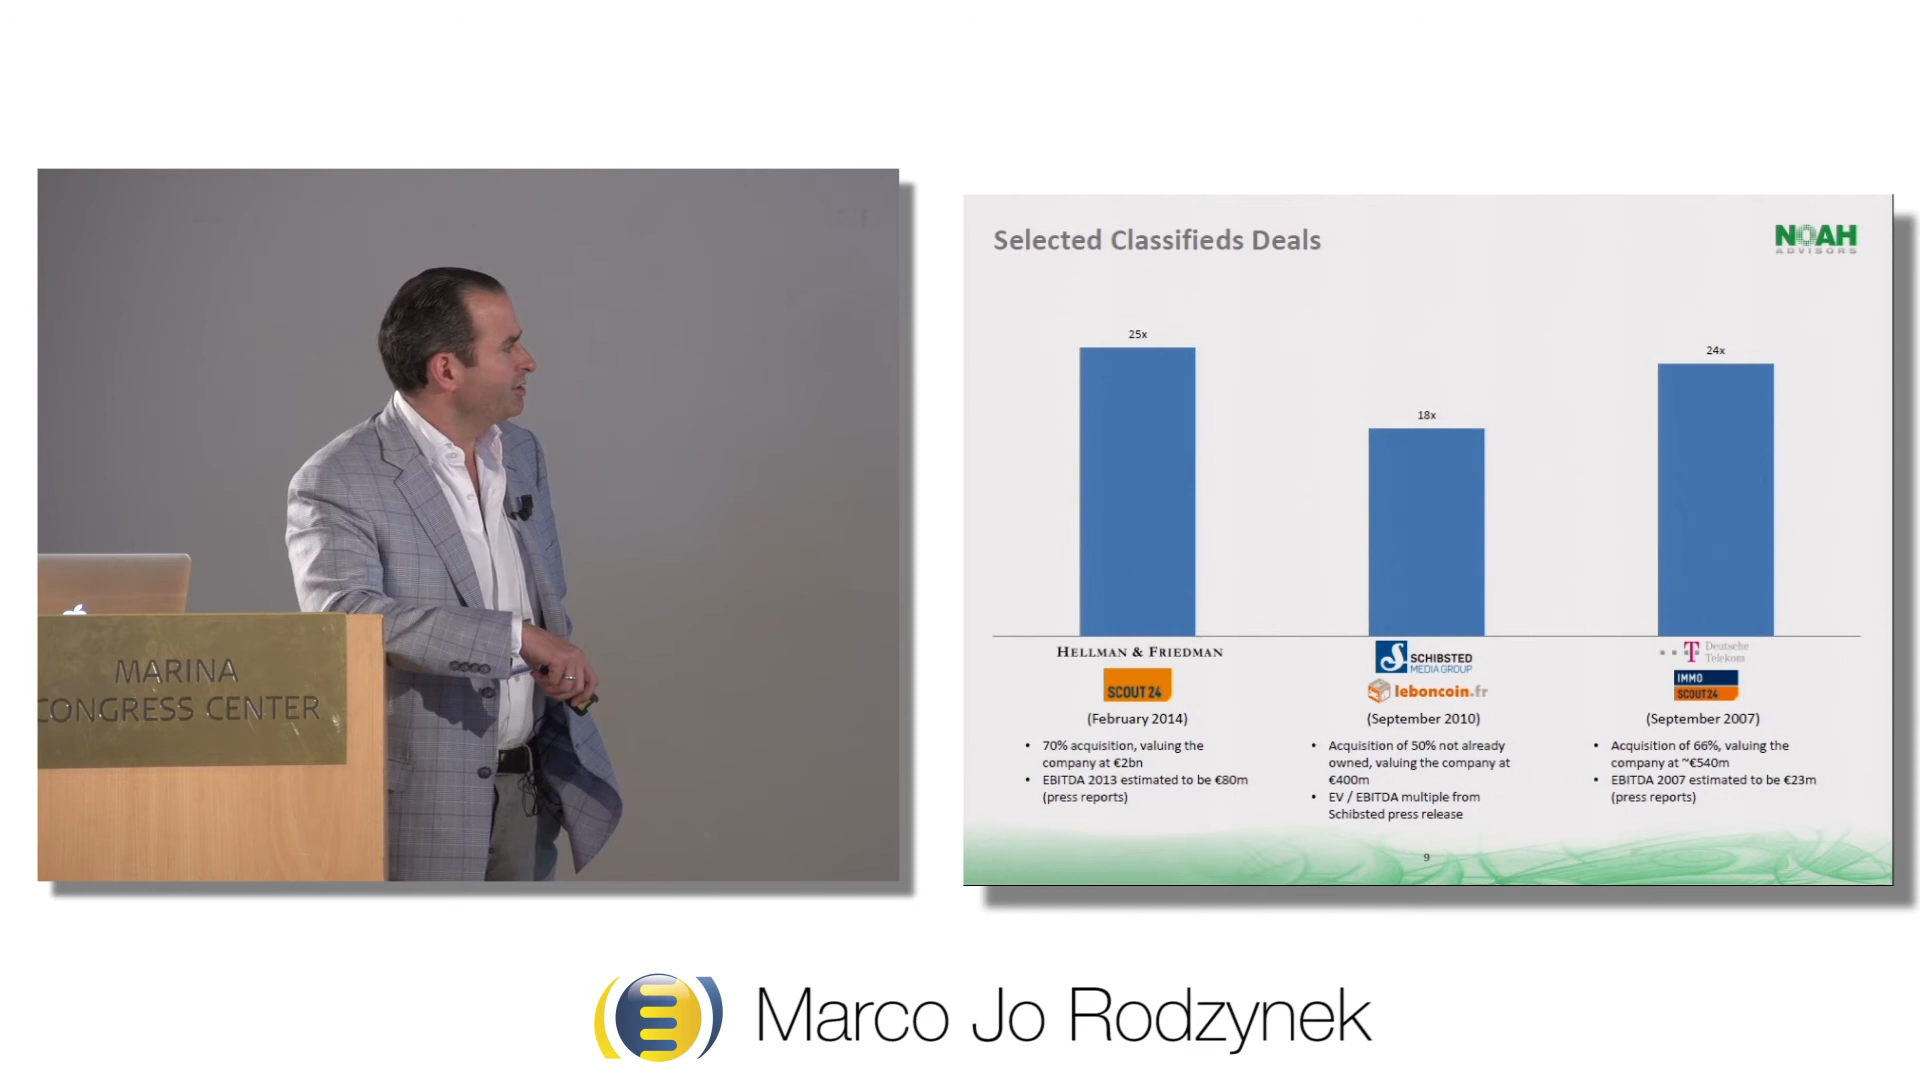 MARINA
CONGRESS CENTER
Selected Classifieds Deals
NOAH
ADVISORS
25x
18x
24x
HELLMAN & FRIEDMAN
SCOUT 24
(February 2014)
• 70% acquisition, valuing the
company at €2bn
• EBITDA 2013 estimated to be €80m
(press reports)
SCHIBSTED
MEDIA GROUP
leboncoin.fr
(September 2010)
• Acquisition of 50% not already
owned, valuing the company at
€400m
• EV / EBITDA multiple from
Schibsted press release
T Deutsche
Telekom
IMMO
SCOUT 24
(September 2007)
• Acquisition of 66%, valuing the
company at ~€540m
• EBITDA 2007 estimated to be €23m
(press reports)
9
Marco Jo Rodzynek